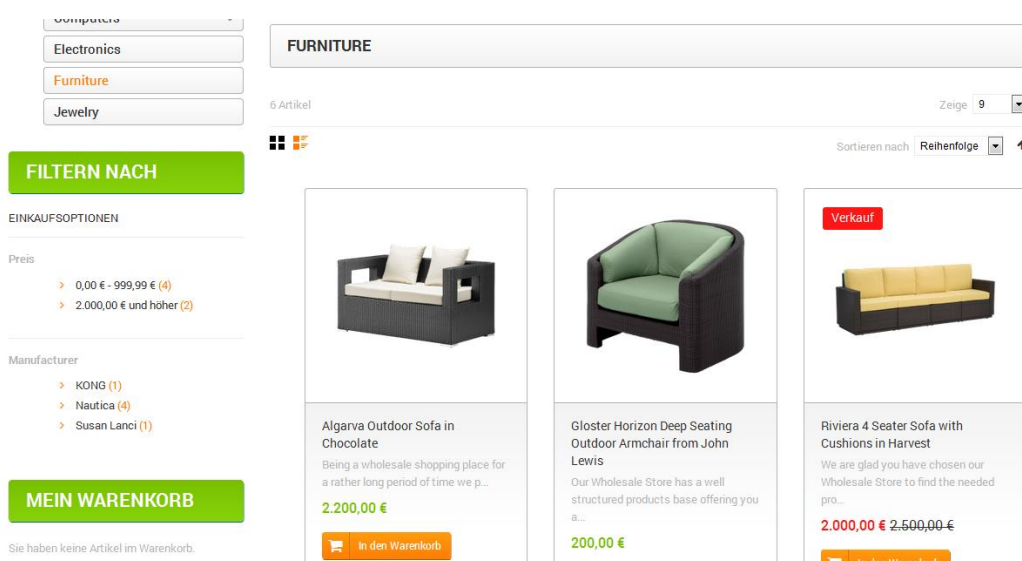 Computers
Electronics
Furniture
Jewelry
FILTERN NACH
EINKAUFSOPTIONEN
Preis
0,00 € - 999,99 € (4)
2.000,00 € und höher (2)
Manufacturer
KONG (1)
Nautica (4)
Susan Lanci (1)
MEIN WARENKORB
Sie haben keine Artikel im Warenkorb.
FURNITURE
6 Artikel
Zeige 9
Sortieren nach Reihenfolge
Algarva Outdoor Sofa in
Chocolate
Being a wholesale shopping place for
a rather long period of time we p...
2.200,00 €
In den Warenkorb
Gloster Horizon Deep Seating
Outdoor Armchair from John
Lewis
Our Wholesale Store has a well
structured products base offering you
a...
200,00 €
Verkauf
Riviera 4 Seater Sofa with
Cushions in Harvest
We are glad you have chosen our
Wholesale Store to find the needed
pro...
2.000,00 € 2.500,00 €
In den Warenkorb